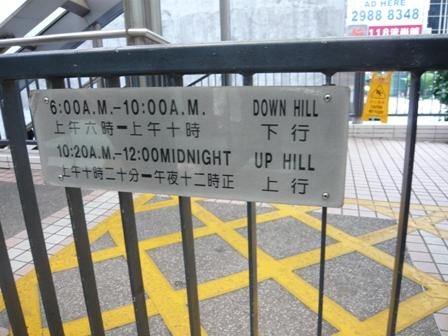 AD HERE
2988 8348
6:00A.M.–10:00A.M. DOWN HILL
上午六時–上午十時 下行
10:20A.M.–12:00MIDNIGHT UP HILL
上午十時二十分–午夜十二時正 上行